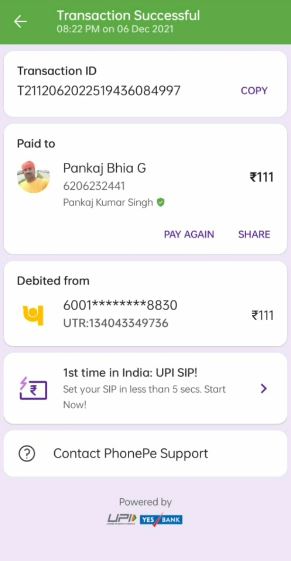 Transaction Successful
08:22 PM on 06 Dec 2021
Transaction ID
T2112062022519436084997
COPY
Paid to
Pankaj Bhia G
₹111
6206232441
Pankaj Kumar Singh
PAY AGAIN
SHARE
Debited from
6001********8830
₹111
UTR:134043349736
1st time in India: UPI SIP!
Set your SIP in less than 5 secs. Start
Now!
Contact PhonePe Support
Powered by
UPI
YES BANK